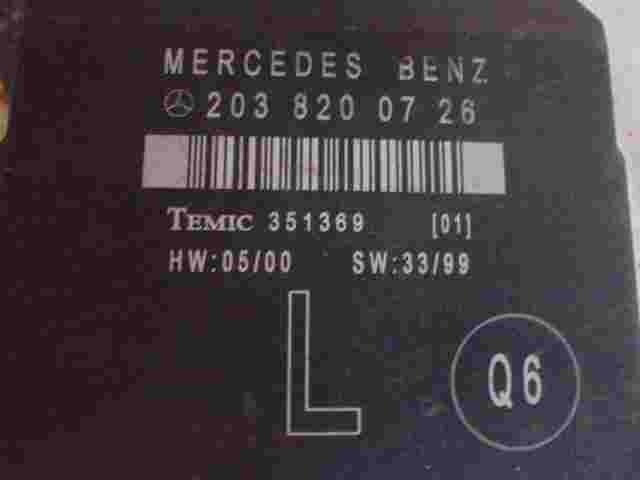 MERCEDES BENZ
203 820 07 26
TEMIC 351369 [01]
HW:05/00 SW:33/99
L
Q6